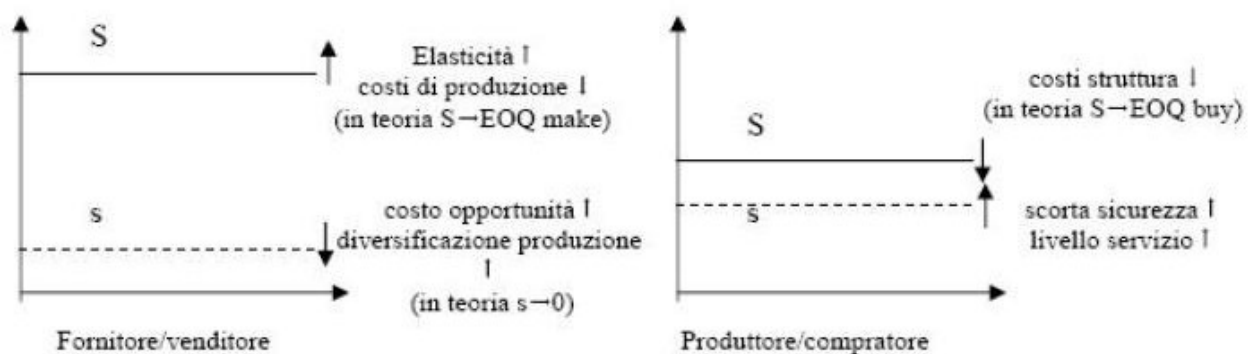 S
Elasticità ↑
costi di produzione ↓
(in teoria S→EOQ make)
s
costo opportunità ↑
diversificazione produzione
↑
(in teoria s→0)
Fornitore/venditore
S
costi struttura ↓
(in teoria S→EOQ buy)
s
scorta sicurezza ↑
livello servizio ↑
Produttore/compratore